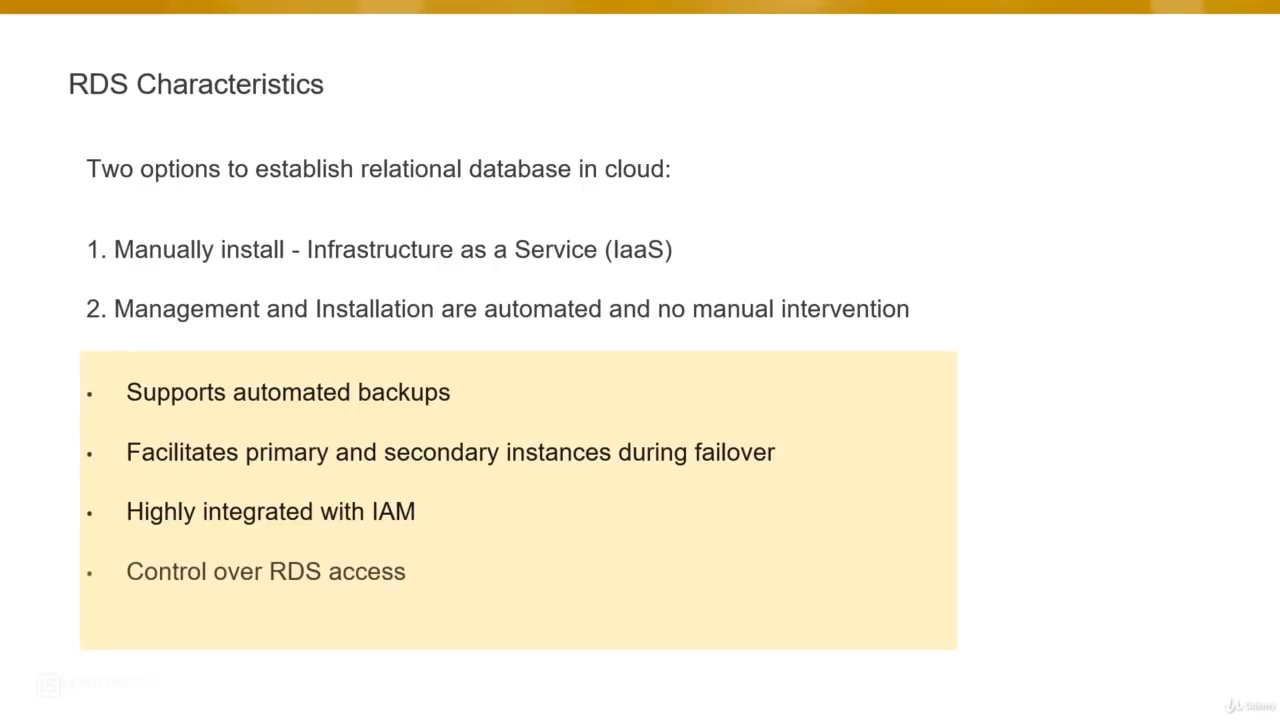 RDS Characteristics
Two options to establish relational database in cloud:
1. Manually install - Infrastructure as a Service (IaaS)
2. Management and Installation are automated and no manual intervention
• Supports automated backups
• Facilitates primary and secondary instances during failover
• Highly integrated with IAM
• Control over RDS access
Udemy